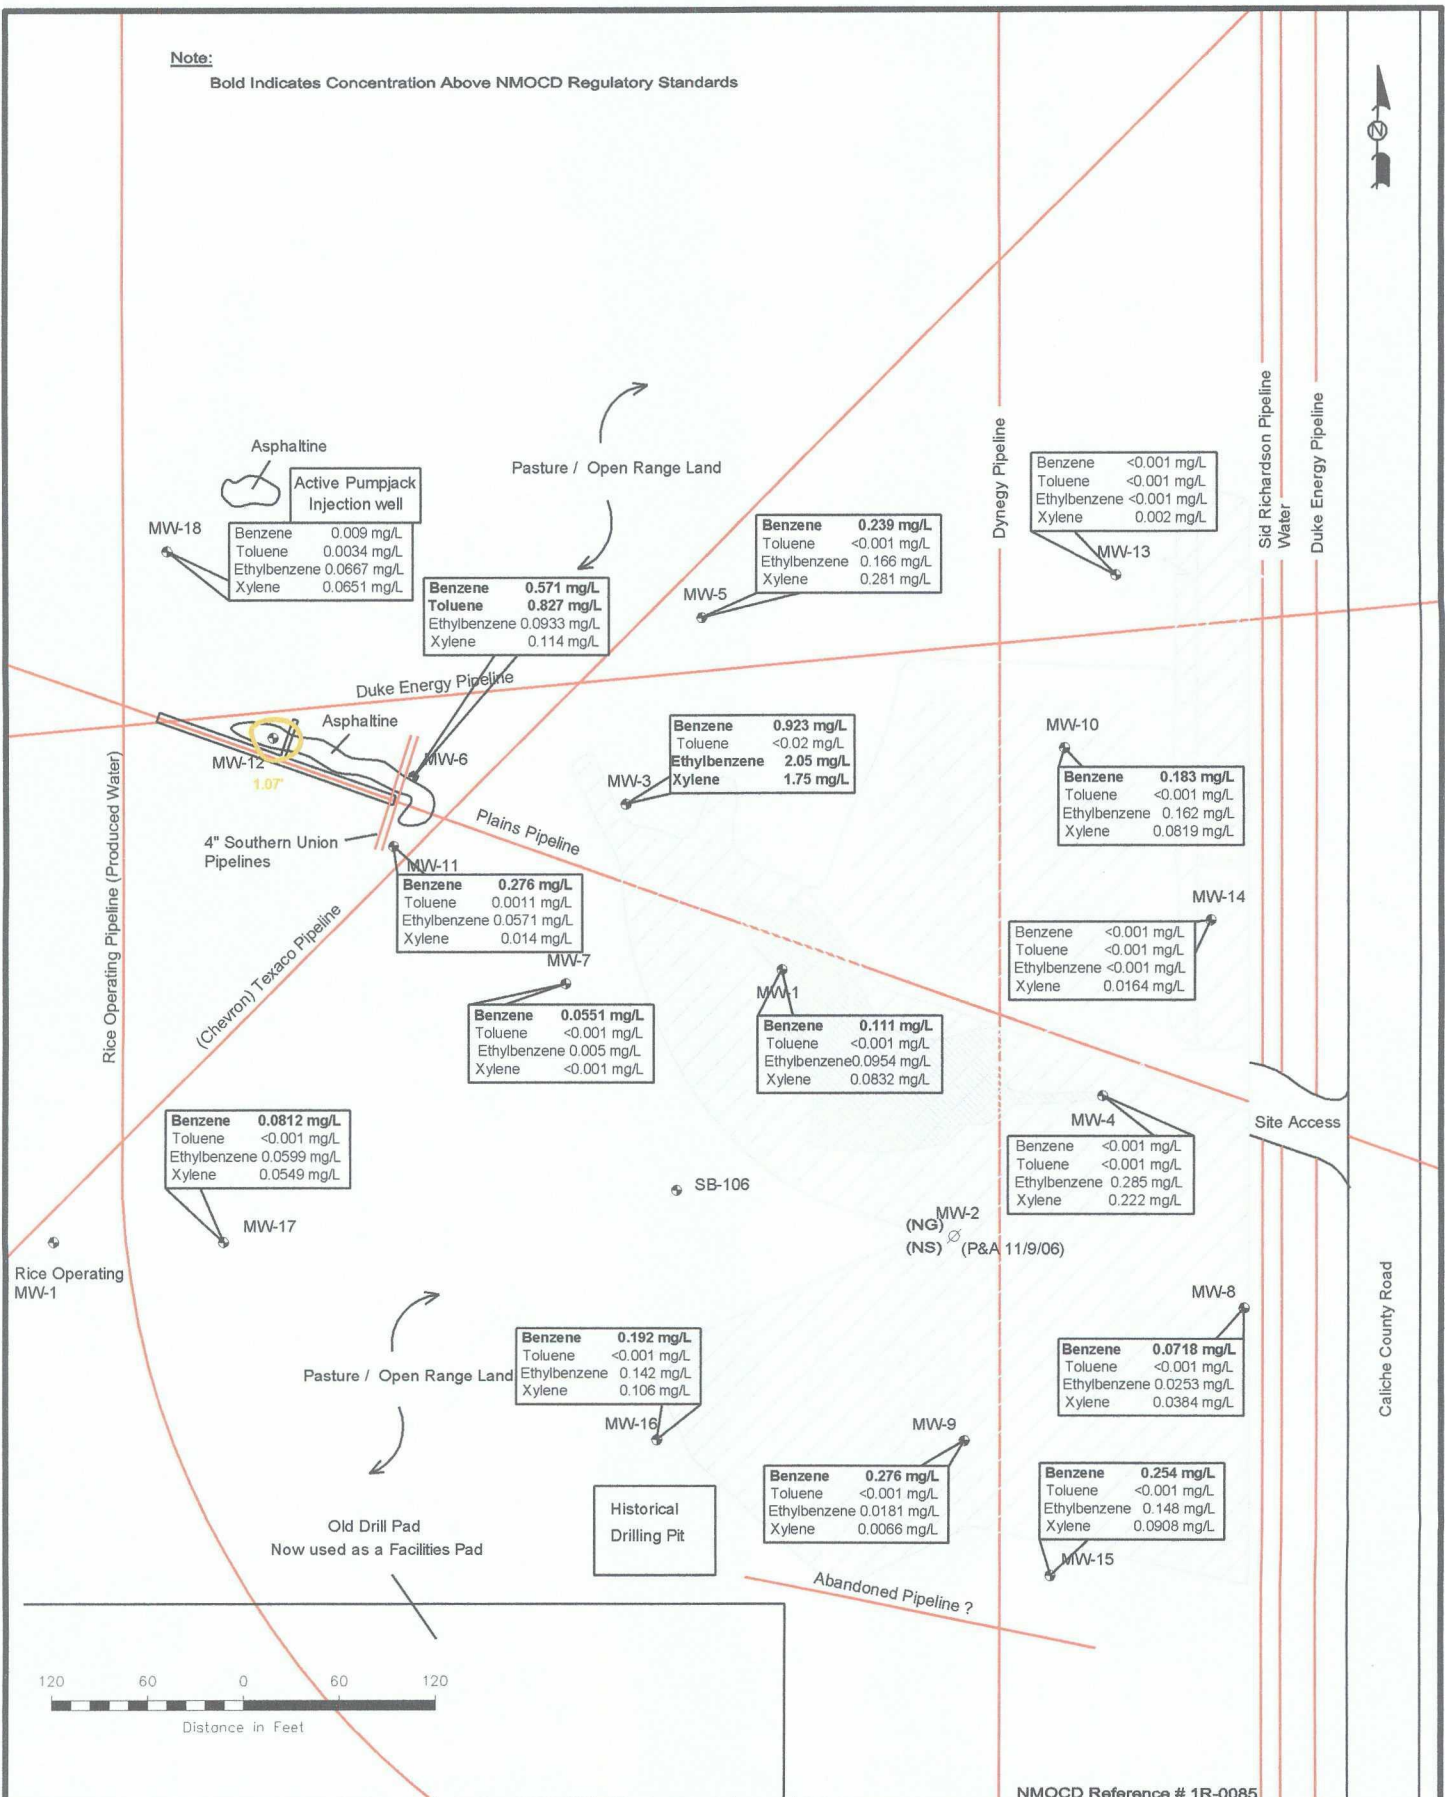 Note:
Bold Indicates Concentration Above NMOCD Regulatory Standards
N
Asphaltine
Active Pumpjack
Injection well
MW-18
Benzene 0.009 mg/L
Toluene 0.0034 mg/L
Ethylbenzene 0.0667 mg/L
Xylene 0.0651 mg/L
Pasture / Open Range Land
Dynegy Pipeline
Sid Richardson Pipeline
Water
Duke Energy Pipeline
Benzene <0.001 mg/L
Toluene <0.001 mg/L
Ethylbenzene <0.001 mg/L
Xylene 0.002 mg/L
MW-13
Benzene 0.239 mg/L
Toluene <0.001 mg/L
Ethylbenzene 0.166 mg/L
Xylene 0.281 mg/L
MW-5
Benzene 0.571 mg/L
Toluene 0.827 mg/L
Ethylbenzene 0.0933 mg/L
Xylene 0.114 mg/L
Duke Energy Pipeline
Asphaltine
MW-12
1.07'
MW-6
Benzene 0.923 mg/L
Toluene <0.02 mg/L
Ethylbenzene 2.05 mg/L
Xylene 1.75 mg/L
MW-3
MW-10
Benzene 0.183 mg/L
Toluene <0.001 mg/L
Ethylbenzene 0.162 mg/L
Xylene 0.0819 mg/L
Plains Pipeline
4" Southern Union
Pipelines
MW-11
Benzene 0.276 mg/L
Toluene 0.0011 mg/L
Ethylbenzene 0.0571 mg/L
Xylene 0.014 mg/L
Rice Operating Pipeline (Produced Water)
(Chevron) Texaco Pipeline
MW-14
Benzene <0.001 mg/L
Toluene <0.001 mg/L
Ethylbenzene <0.001 mg/L
Xylene 0.0164 mg/L
MW-7
Benzene 0.0551 mg/L
Toluene <0.001 mg/L
Ethylbenzene 0.005 mg/L
Xylene <0.001 mg/L
MW-1
Benzene 0.111 mg/L
Toluene <0.001 mg/L
Ethylbenzene0.0954 mg/L
Xylene 0.0832 mg/L
Benzene 0.0812 mg/L
Toluene <0.001 mg/L
Ethylbenzene 0.0599 mg/L
Xylene 0.0549 mg/L
MW-17
MW-4
Benzene <0.001 mg/L
Toluene <0.001 mg/L
Ethylbenzene 0.285 mg/L
Xylene 0.222 mg/L
Site Access
SB-106
MW-2
(NG)
(NS) (P&A 11/9/06)
Rice Operating
MW-1
MW-8
Benzene 0.0718 mg/L
Toluene <0.001 mg/L
Ethylbenzene 0.0253 mg/L
Xylene 0.0384 mg/L
Caliche County Road
Pasture / Open Range Land
Benzene 0.192 mg/L
Toluene <0.001 mg/L
Ethylbenzene 0.142 mg/L
Xylene 0.106 mg/L
MW-16
MW-9
Benzene 0.276 mg/L
Toluene <0.001 mg/L
Ethylbenzene 0.0181 mg/L
Xylene 0.0066 mg/L
Benzene 0.254 mg/L
Toluene <0.001 mg/L
Ethylbenzene 0.148 mg/L
Xylene 0.0908 mg/L
MW-15
Historical
Drilling Pit
Old Drill Pad
Now used as a Facilities Pad
Abandoned Pipeline ?
120 60 0 60 120
Distance in Feet
NMOCD Reference # 1R-0085